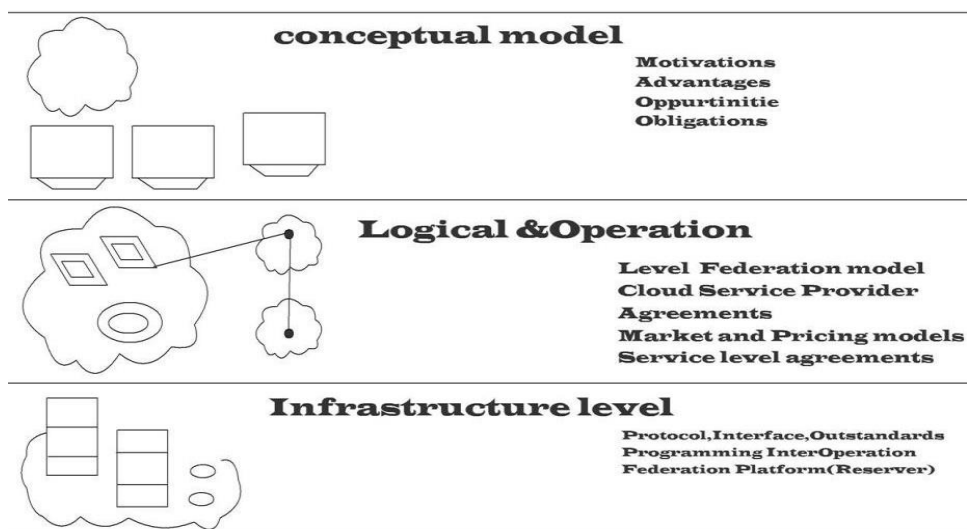 conceptual model
Motivations
Advantages
Oppurtinitie
Obligations
Logical &Operation
Level Federation model
Cloud Service Provider
Agreements
Market and Pricing models
Service level agreements
Infrastructure level
Protocol,Interface,Outstandards
Programming InterOperation
Federation Platform(Reserver)